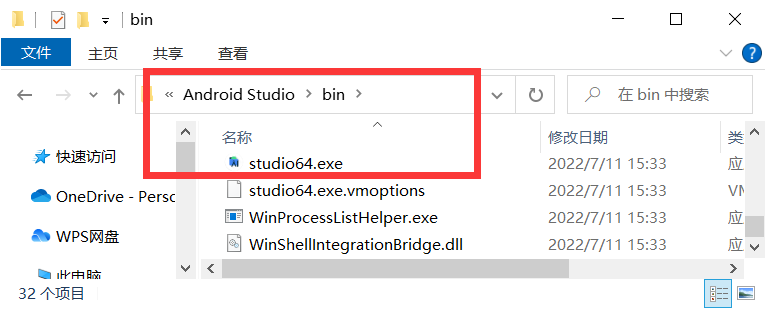 bin
文件 主页 共享 查看
« Android Studio > bin > 在 bin 中搜索
名称 修改日期 类
快速访问 studio64.exe 2022/7/11 15:33 应
OneDrive - Persc studio64.exe.vmoptions 2022/7/11 15:33 VM
WPS网盘 WinProcessListHelper.exe 2022/7/11 15:33 应
此电脑 WinShellIntegrationBridge.dll 2022/7/11 15:33 应
32 个项目